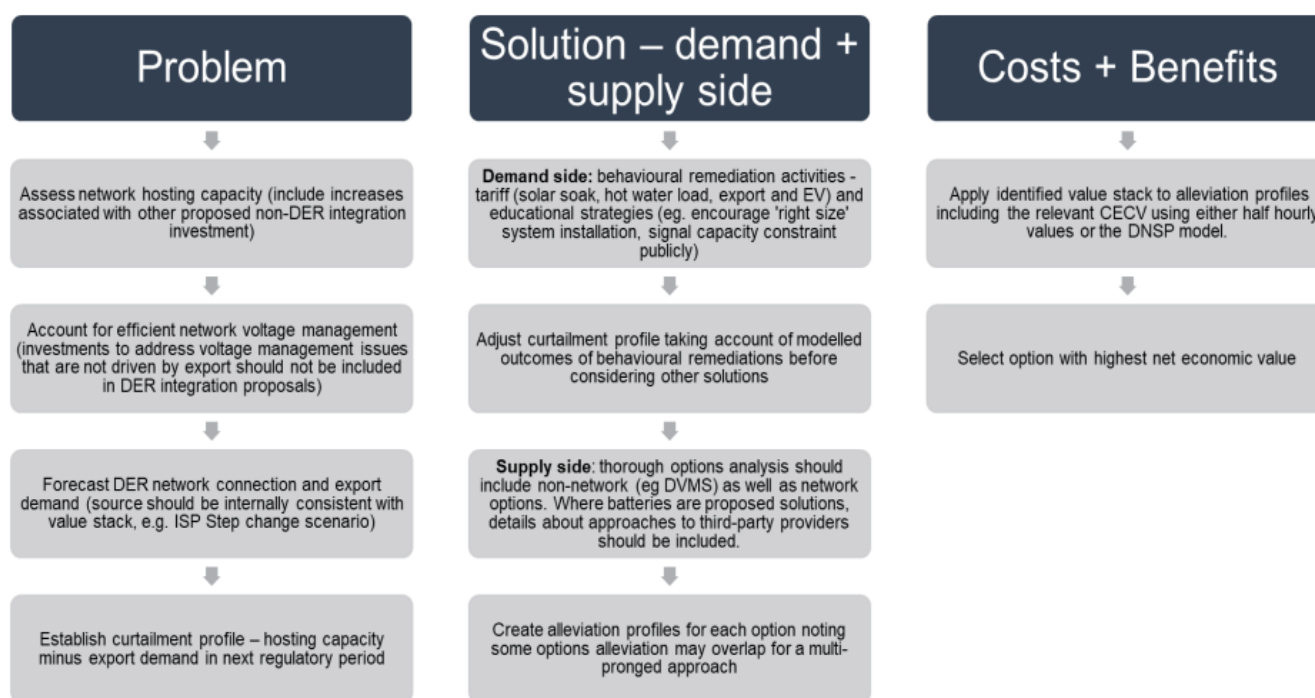 Problem
Assess network hosting capacity (include increases
associated with other proposed non-DER integration
investment)
Account for efficient network voltage management
(investments to address voltage management issues
that are not driven by export should not be included
in DER integration proposals)
Forecast DER network connection and export
demand (source should be internally consistent with
value stack, e.g. ISP Step change scenario)
Establish curtailment profile – hosting capacity
minus export demand in next regulatory period
Solution – demand +
supply side
Demand side: behavioural remediation activities -
tariff (solar soak, hot water load, export and EV) and
educational strategies (eg. encourage 'right size'
system installation, signal capacity constraint
publicly)
Adjust curtailment profile taking account of modelled
outcomes of behavioural remediations before
considering other solutions
Supply side: thorough options analysis should
include non-network (eg DVMS) as well as network
options. Where batteries are proposed solutions,
details about approaches to third-party providers
should be included.
Create alleviation profiles for each option noting
some options alleviation may overlap for a multi-
pronged approach
Costs + Benefits
Apply identified value stack to alleviation profiles
including the relevant CECV using either half hourly
values or the DNSP model.
Select option with highest net economic value